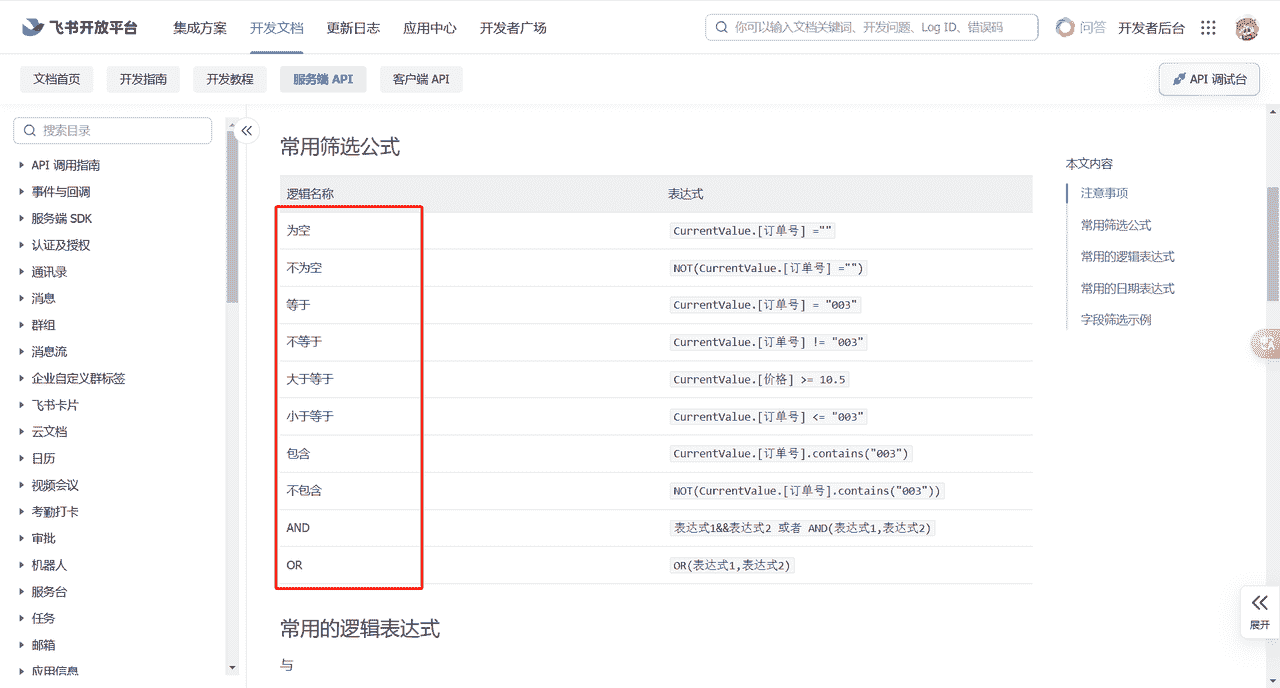 飞书开放平台 集成方案 开发文档 更新日志 应用中心 开发者广场 你可以输入文档关键词、开发问题、Log ID、错误码 问答 开发者后台
文档首页 开发指南 开发教程 服务端 API 客户端 API API 调试台
搜索目录
API 调用指南
事件与回调
服务端 SDK
认证及授权
通讯录
消息
群组
消息流
企业自定义群标签
飞书卡片
云文档
日历
视频会议
考勤打卡
审批
机器人
服务台
任务
邮箱
应用信息
常用筛选公式
逻辑名称 表达式
为空 CurrentValue.[订单号] =""
不为空 NOT(CurrentValue.[订单号] ="")
等于 CurrentValue.[订单号] = "003"
不等于 CurrentValue.[订单号] != "003"
大于等于 CurrentValue.[价格] >= 10.5
小于等于 CurrentValue.[订单号] <= "003"
包含 CurrentValue.[订单号].contains("003")
不包含 NOT(CurrentValue.[订单号].contains("003"))
AND 表达式1&&表达式2 或者 AND(表达式1,表达式2)
OR OR(表达式1,表达式2)
常用的逻辑表达式
与
本文内容
注意事项
常用筛选公式
常用的逻辑表达式
常用的日期表达式
字段筛选示例
展开